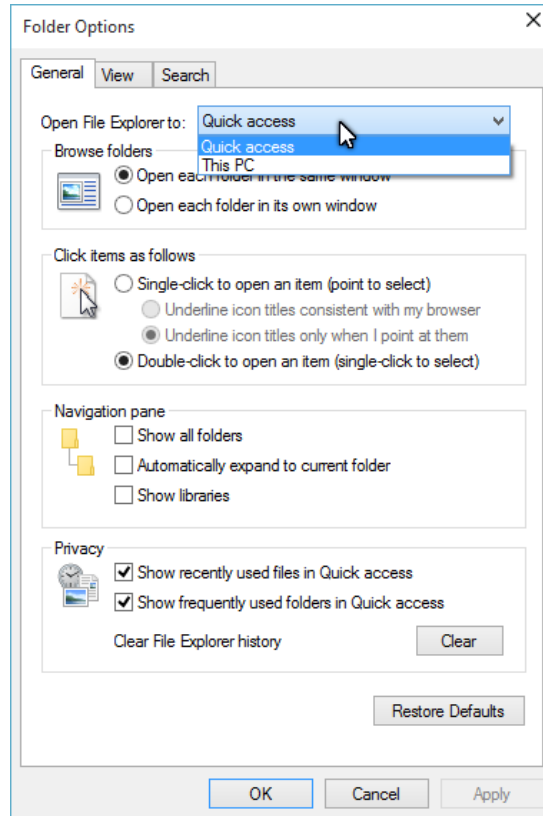 Folder Options
General View Search
Open File Explorer to: Quick access
Quick access
This PC
Browse folders
Open each folder in the same window
Open each folder in its own window
Click items as follows
Single-click to open an item (point to select)
Underline icon titles consistent with my browser
Underline icon titles only when I point at them
Double-click to open an item (single-click to select)
Navigation pane
Show all folders
Automatically expand to current folder
Show libraries
Privacy
Show recently used files in Quick access
Show frequently used folders in Quick access
Clear File Explorer history Clear
Restore Defaults
OK Cancel Apply